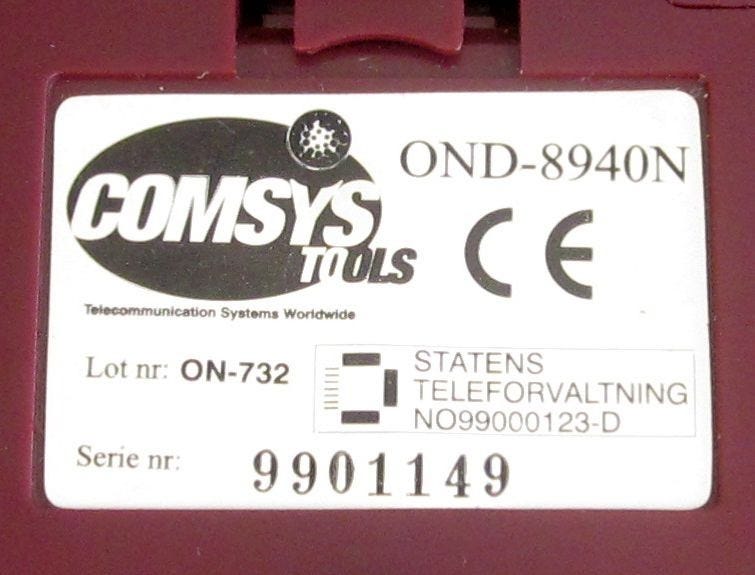 COMSYS
TOOLS
Telecommunication Systems Worldwide
OND-8940N
CE
Lot nr: ON-732
STATENS
TELEFORVALTNING
NO99000123-D
Serie nr: 9901149